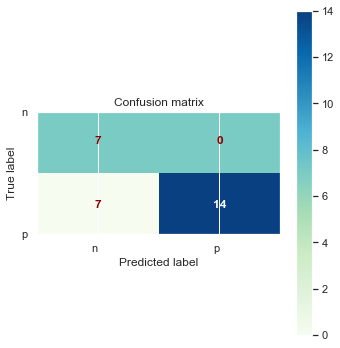 Confusion matrix
n
7 0
True label
7 14
p
n p
Predicted label
14
12
10
8
6
4
2
0